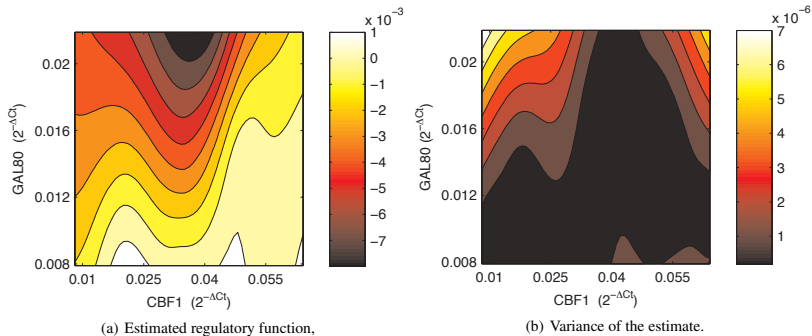 x 10⁻³
1
0
−1
−2
−3
−4
−5
−6
−7
0.02
0.016
0.012
0.008
GAL80 (2^-ΔCt)
0.01 0.025 0.04 0.055
CBF1 (2^-ΔCt)
(a) Estimated regulatory function,
x 10⁻⁶
7
6
5
4
3
2
1
0.02
0.016
0.012
0.008
GAL80 (2^-ΔCt)
0.01 0.025 0.04 0.055
CBF1 (2^-ΔCt)
(b) Variance of the estimate.